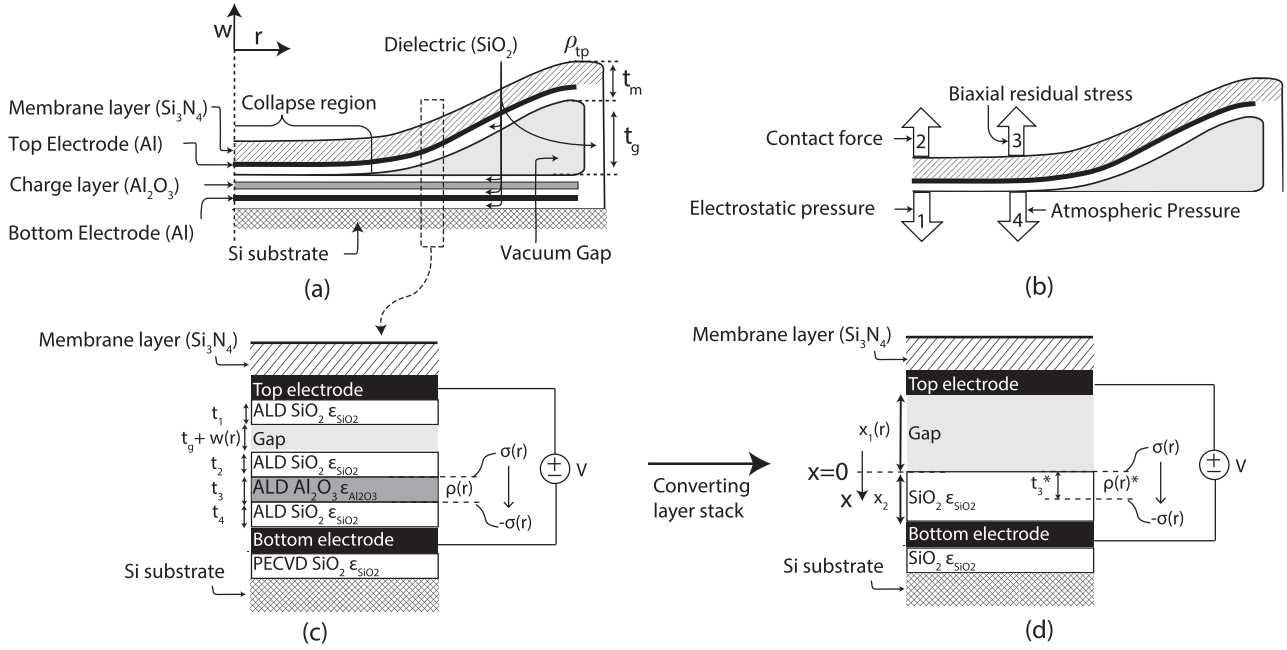 w
r
Dielectric (SiO2)
ρtp
tm
Membrane layer (Si3N4)
Collapse region
Top Electrode (Al)
tg
Charge layer (Al2O3)
Bottom Electrode (Al)
Si substrate
Vacuum Gap
(a)
Biaxial residual stress
Contact force
2
3
Electrostatic pressure
1
4
Atmospheric Pressure
(b)
Membrane layer (Si3N4)
Top electrode
t1
ALD SiO2 εSiO2
tg+ w(r)
Gap
t2
ALD SiO2 εSiO2
σ(r)
t3
ALD Al2O3 εAl2O3
ρ(r)
t4
ALD SiO2 εSiO2
-σ(r)
±
V
Bottom electrode
PECVD SiO2 εSiO2
Si substrate
(c)
Converting
layer stack
Membrane layer (Si3N4)
Top electrode
x1(r)
Gap
x=0
x
x2
t3*
SiO2 εSiO2
σ(r)
ρ(r)*
-σ(r)
±
V
Bottom electrode
SiO2 εSiO2
Si substrate
(d)